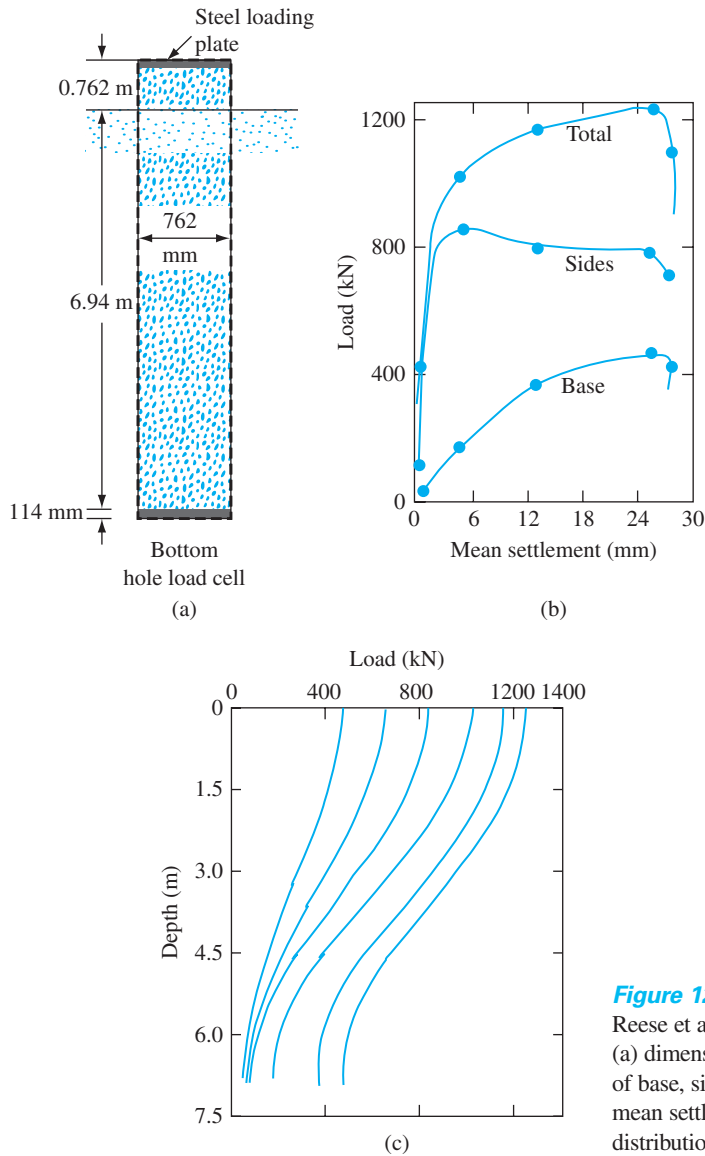 Steel loading
plate
0.762 m
762
mm
6.94 m
114 mm
Bottom
hole load cell
(a)
1200
800
400
0
Load (kN)
Total
Sides
Base
0 6 12 18 24 30
Mean settlement (mm)
(b)
Load (kN)
0 400 800 1200 1400
0
1.5
3.0
4.5
6.0
7.5
Depth (m)
(c)
Figure 12
Reese et a
(a) dimens
of base, si
mean settl
distributio